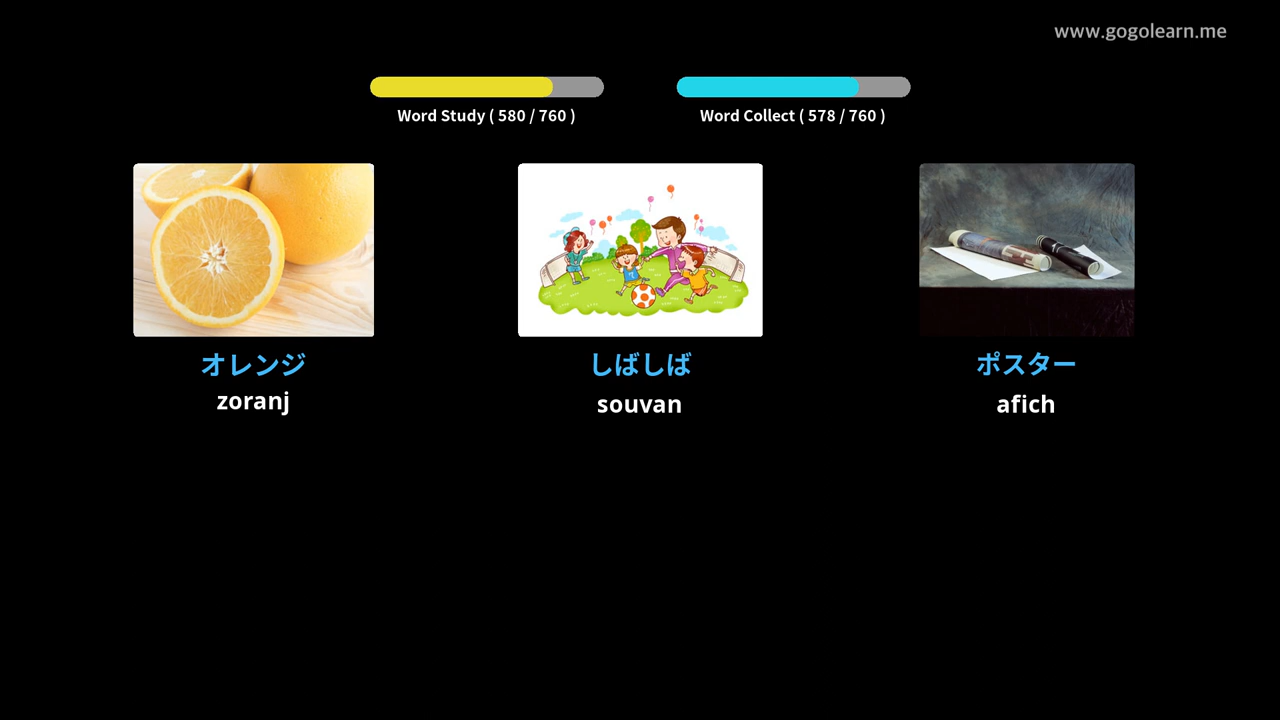 www.gogolearn.me
Word Study ( 580 / 760 )
Word Collect ( 578 / 760 )
オレンジ
zoranj
しばしば
souvan
ポスター
afich